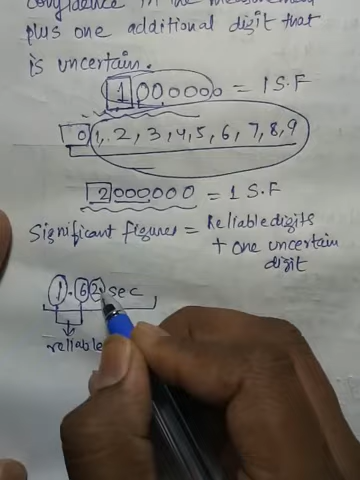 confidence in the measurement
plus one additional digit that
is uncertain.
1000000 = 1 S.F
0 1, 2, 3, 4, 5, 6, 7, 8, 9
2000000 = 1 S.F
Significant figures = Reliable digits
+ one uncertain
digit
1.62 sec
reliable